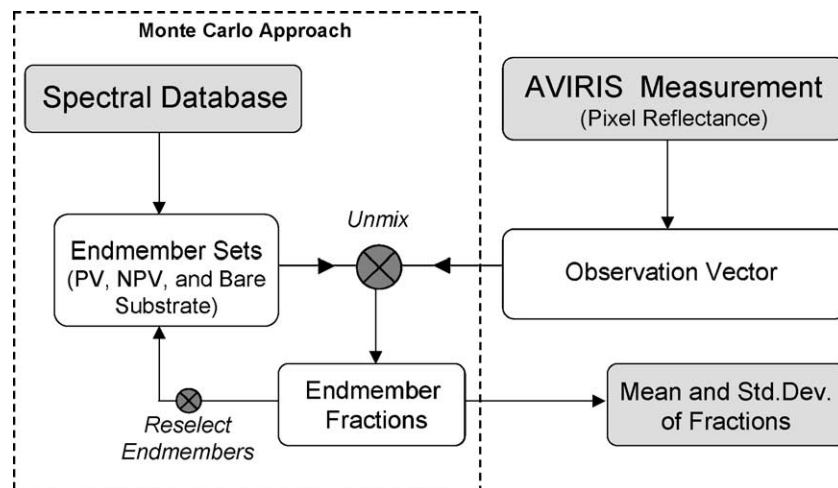 Monte Carlo Approach
Spectral Database
AVIRIS Measurement
(Pixel Reflectance)
Unmix
Endmember Sets
(PV, NPV, and Bare
Substrate)
Observation Vector
Endmember
Fractions
Mean and Std.Dev.
of Fractions
Reselect
Endmembers